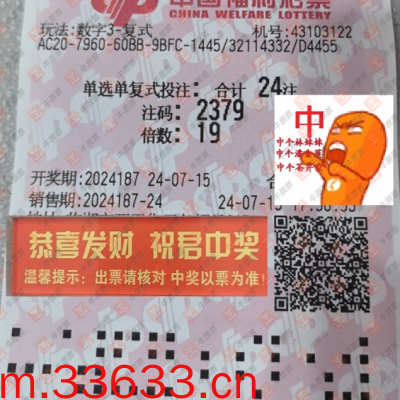 中国福利彩票
CHINA WELFARE LOTTERY
玩法:数字3-复式 机号:43103122
AC20-7960-60BB-9BFC-1445/32114332/D4455
单选单复式投注: 合计 24注
注码: 2379
倍数: 19
中
开奖期:2024187 24-07-15
销售期:2024187-24
恭喜发财 祝君中奖
温馨提示: 出票请核对 中奖以票为准!
m.33633.cn